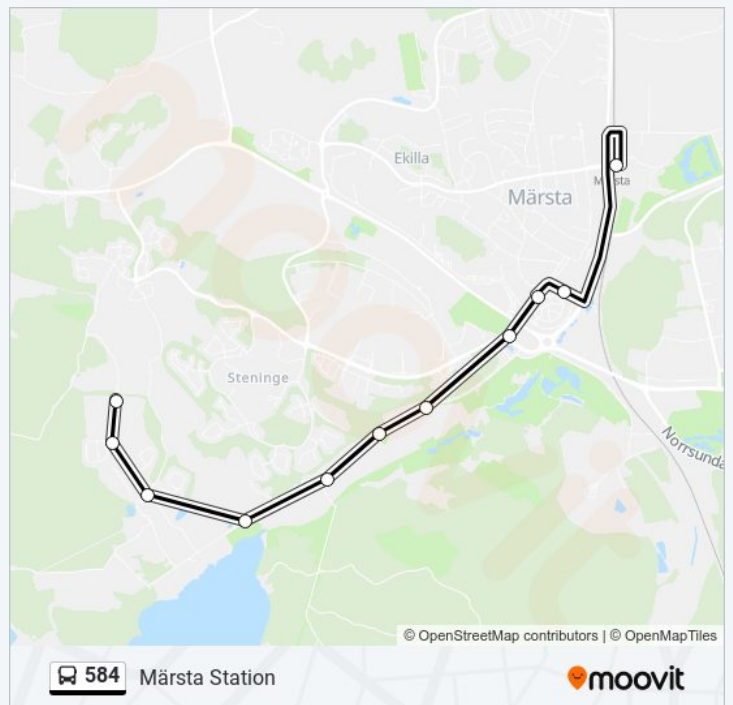 Ekilla
Märsta
Märsta
Steninge
Norrsunda
© OpenStreetMap contributors | © OpenMapTiles
584 Märsta Station
moovit